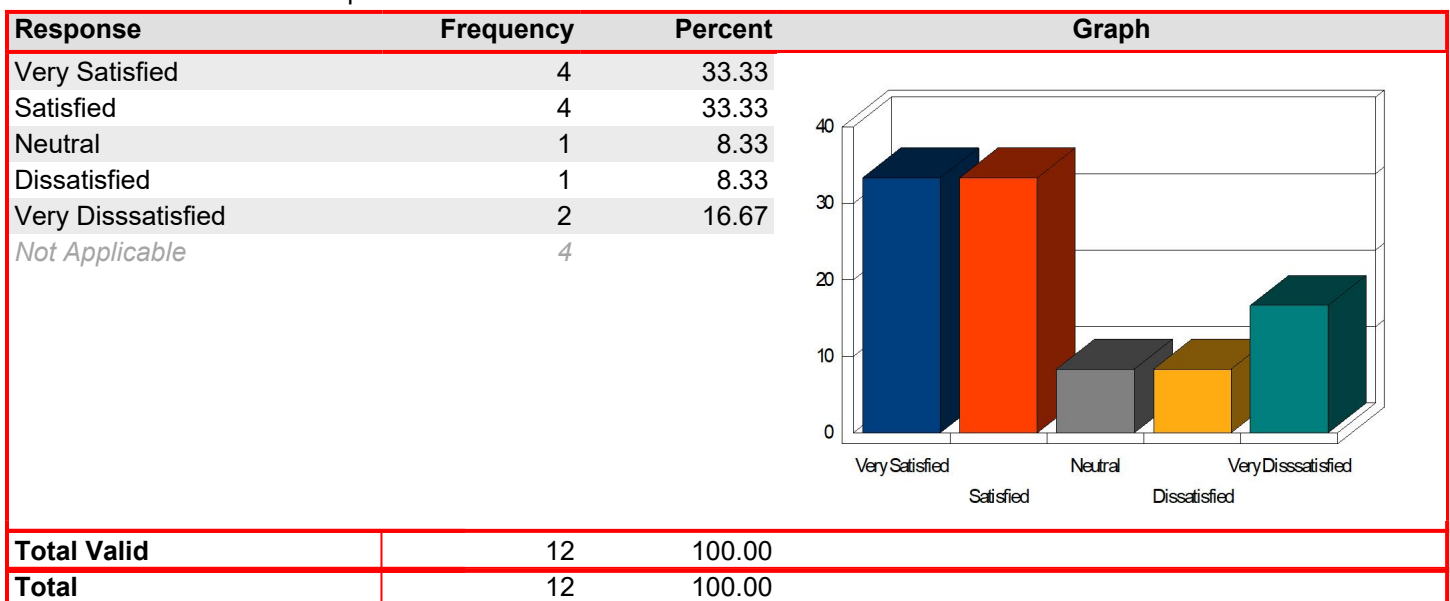 Response Frequency Percent Graph
Very Satisfied 4 33.33
Satisfied 4 33.33
Neutral 1 8.33
Dissatisfied 1 8.33
Very Disssatisfied 2 16.67
Not Applicable 4
40
30
20
10
0
Very Satisfied Neutral Very Disssatisfied
Satisfied Dissatisfied
Total Valid 12 100.00
Total 12 100.00